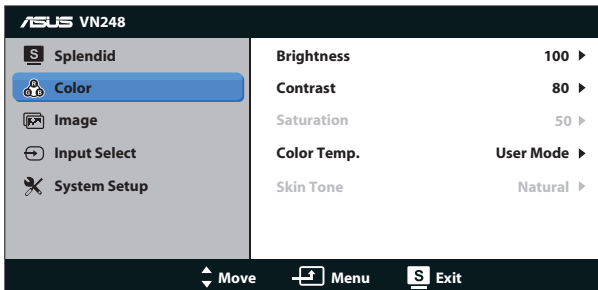 ASUS VN248
S Splendid
Color
Image
Input Select
System Setup
Brightness 100
Contrast 80
Saturation 50
Color Temp. User Mode
Skin Tone Natural
Move Menu S Exit